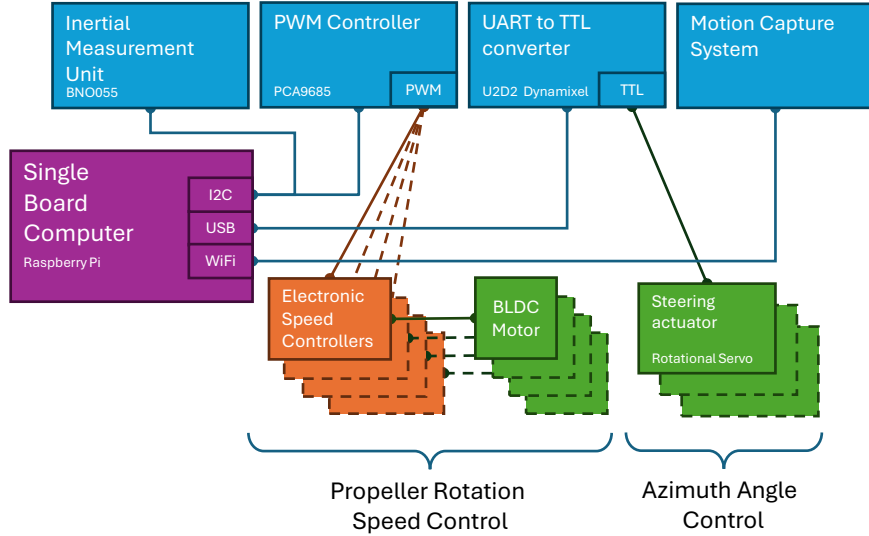 Inertial
Measurement
Unit
BNO055
PWM Controller
PCA9685
PWM
UART to TTL
converter
U2D2 Dynamixel
TTL
Motion Capture
System
Single
Board
Computer
Raspberry Pi
I2C
USB
WiFi
Electronic
Speed
Controllers
BLDC
Motor
Steering
actuator
Rotational Servo
Propeller Rotation
Speed Control
Azimuth Angle
Control